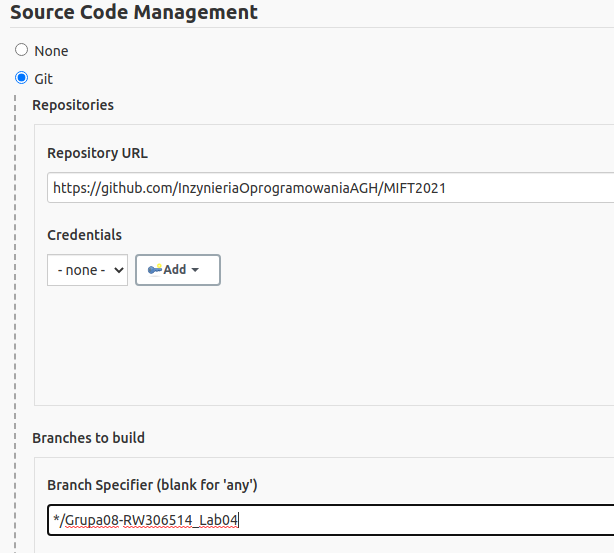 Source Code Management
None
Git
Repositories
Repository URL
https://github.com/InzynieriaOprogramowaniaAGH/MIFT2021
Credentials
- none -
Add
Branches to build
Branch Specifier (blank for 'any')
*/Grupa08-RW306514_Lab04